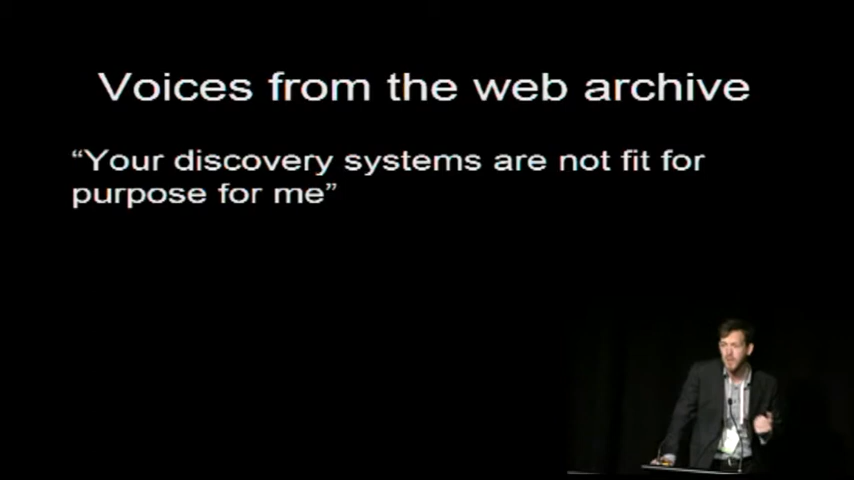 Voices from the web archive
“Your discovery systems are not fit for
purpose for me”